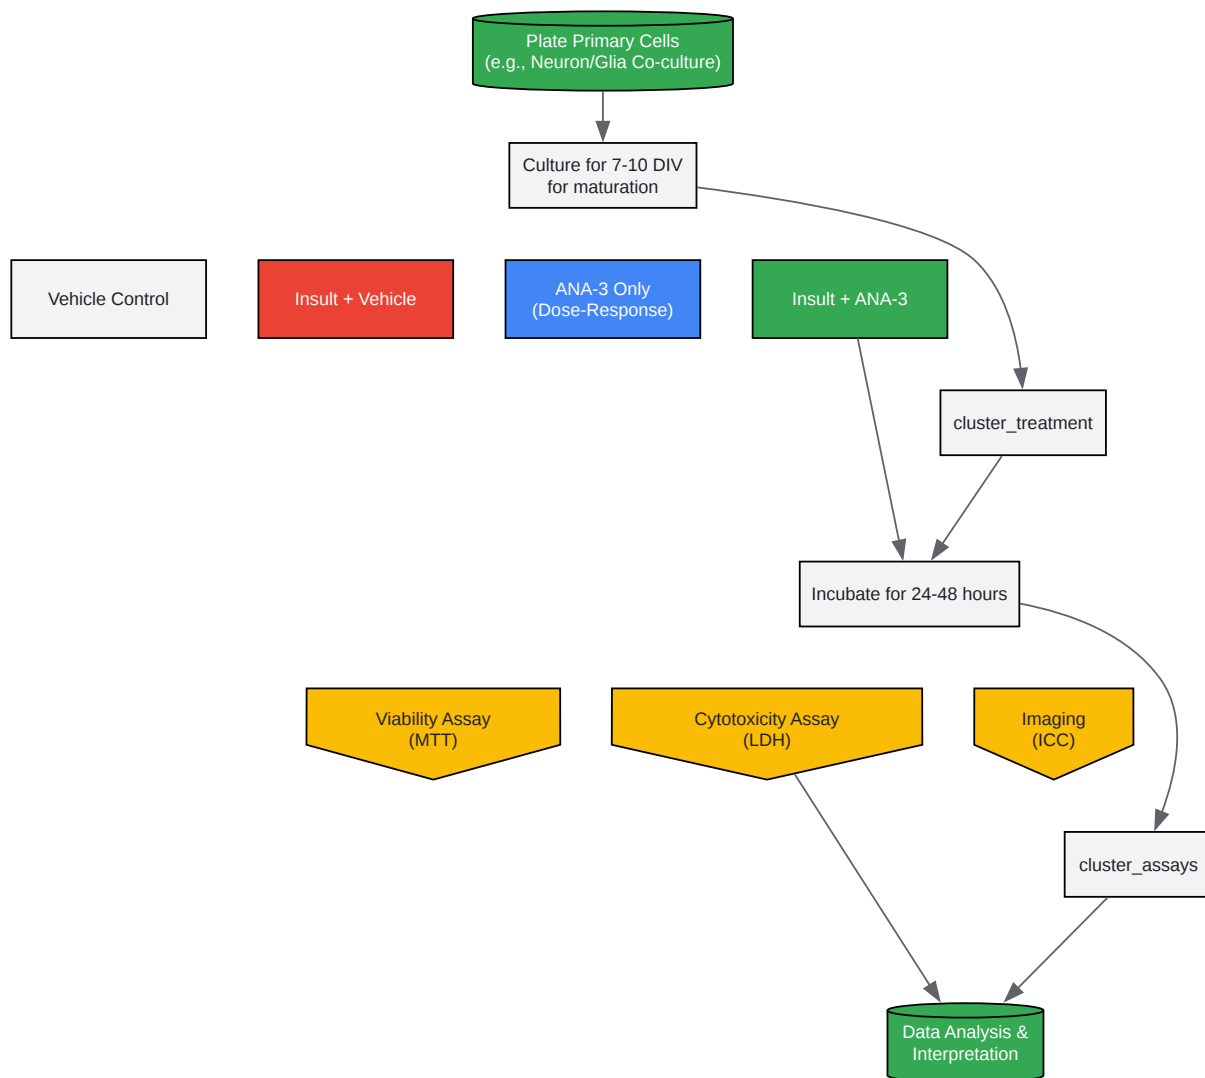 Plate Primary Cells
(e.g., Neuron/Glia Co-culture)
Culture for 7-10 DIV
for maturation
Vehicle Control
Insult + Vehicle
ANA-3 Only
(Dose-Response)
Insult + ANA-3
cluster_treatment
Incubate for 24-48 hours
Viability Assay
(MTT)
Cytotoxicity Assay
(LDH)
Imaging
(ICC)
cluster_assays
Data Analysis &
Interpretation